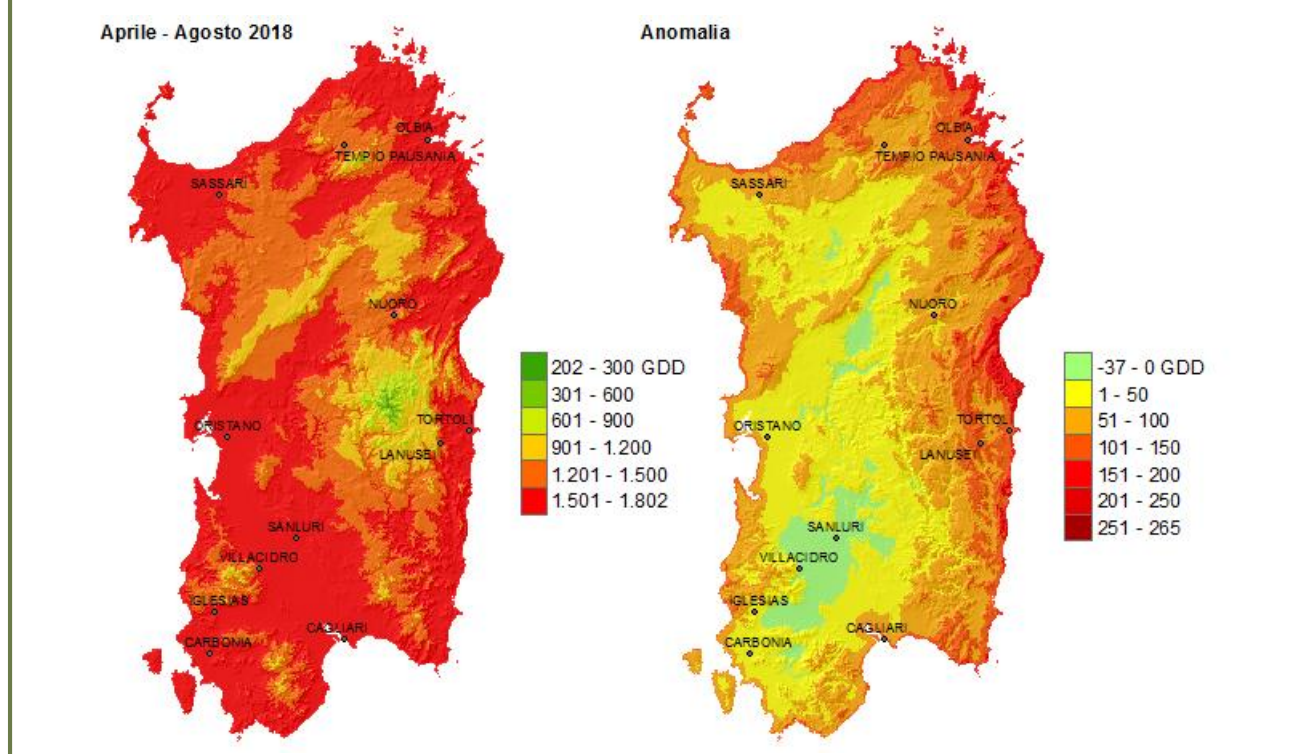 Aprile - Agosto 2018
OLBIA
TEMPIO PAUSANIA
SASSARI
NUORO
ORISTANO
TORTOLI
LANUSEI
SANLURI
VILLACIDRO
IGLESIAS
CAGLIARI
CARBONIA
202 - 300 GDD
301 - 600
601 - 900
901 - 1.200
1.201 - 1.500
1.501 - 1.802
Anomalia
OLBIA
TEMPIO PAUSANIA
SASSARI
NUORO
ORISTANO
TORTOLI
LANUSEI
SANLURI
VILLACIDRO
IGLESIAS
CAGLIARI
CARBONIA
-37 - 0 GDD
1 - 50
51 - 100
101 - 150
151 - 200
201 - 250
251 - 265